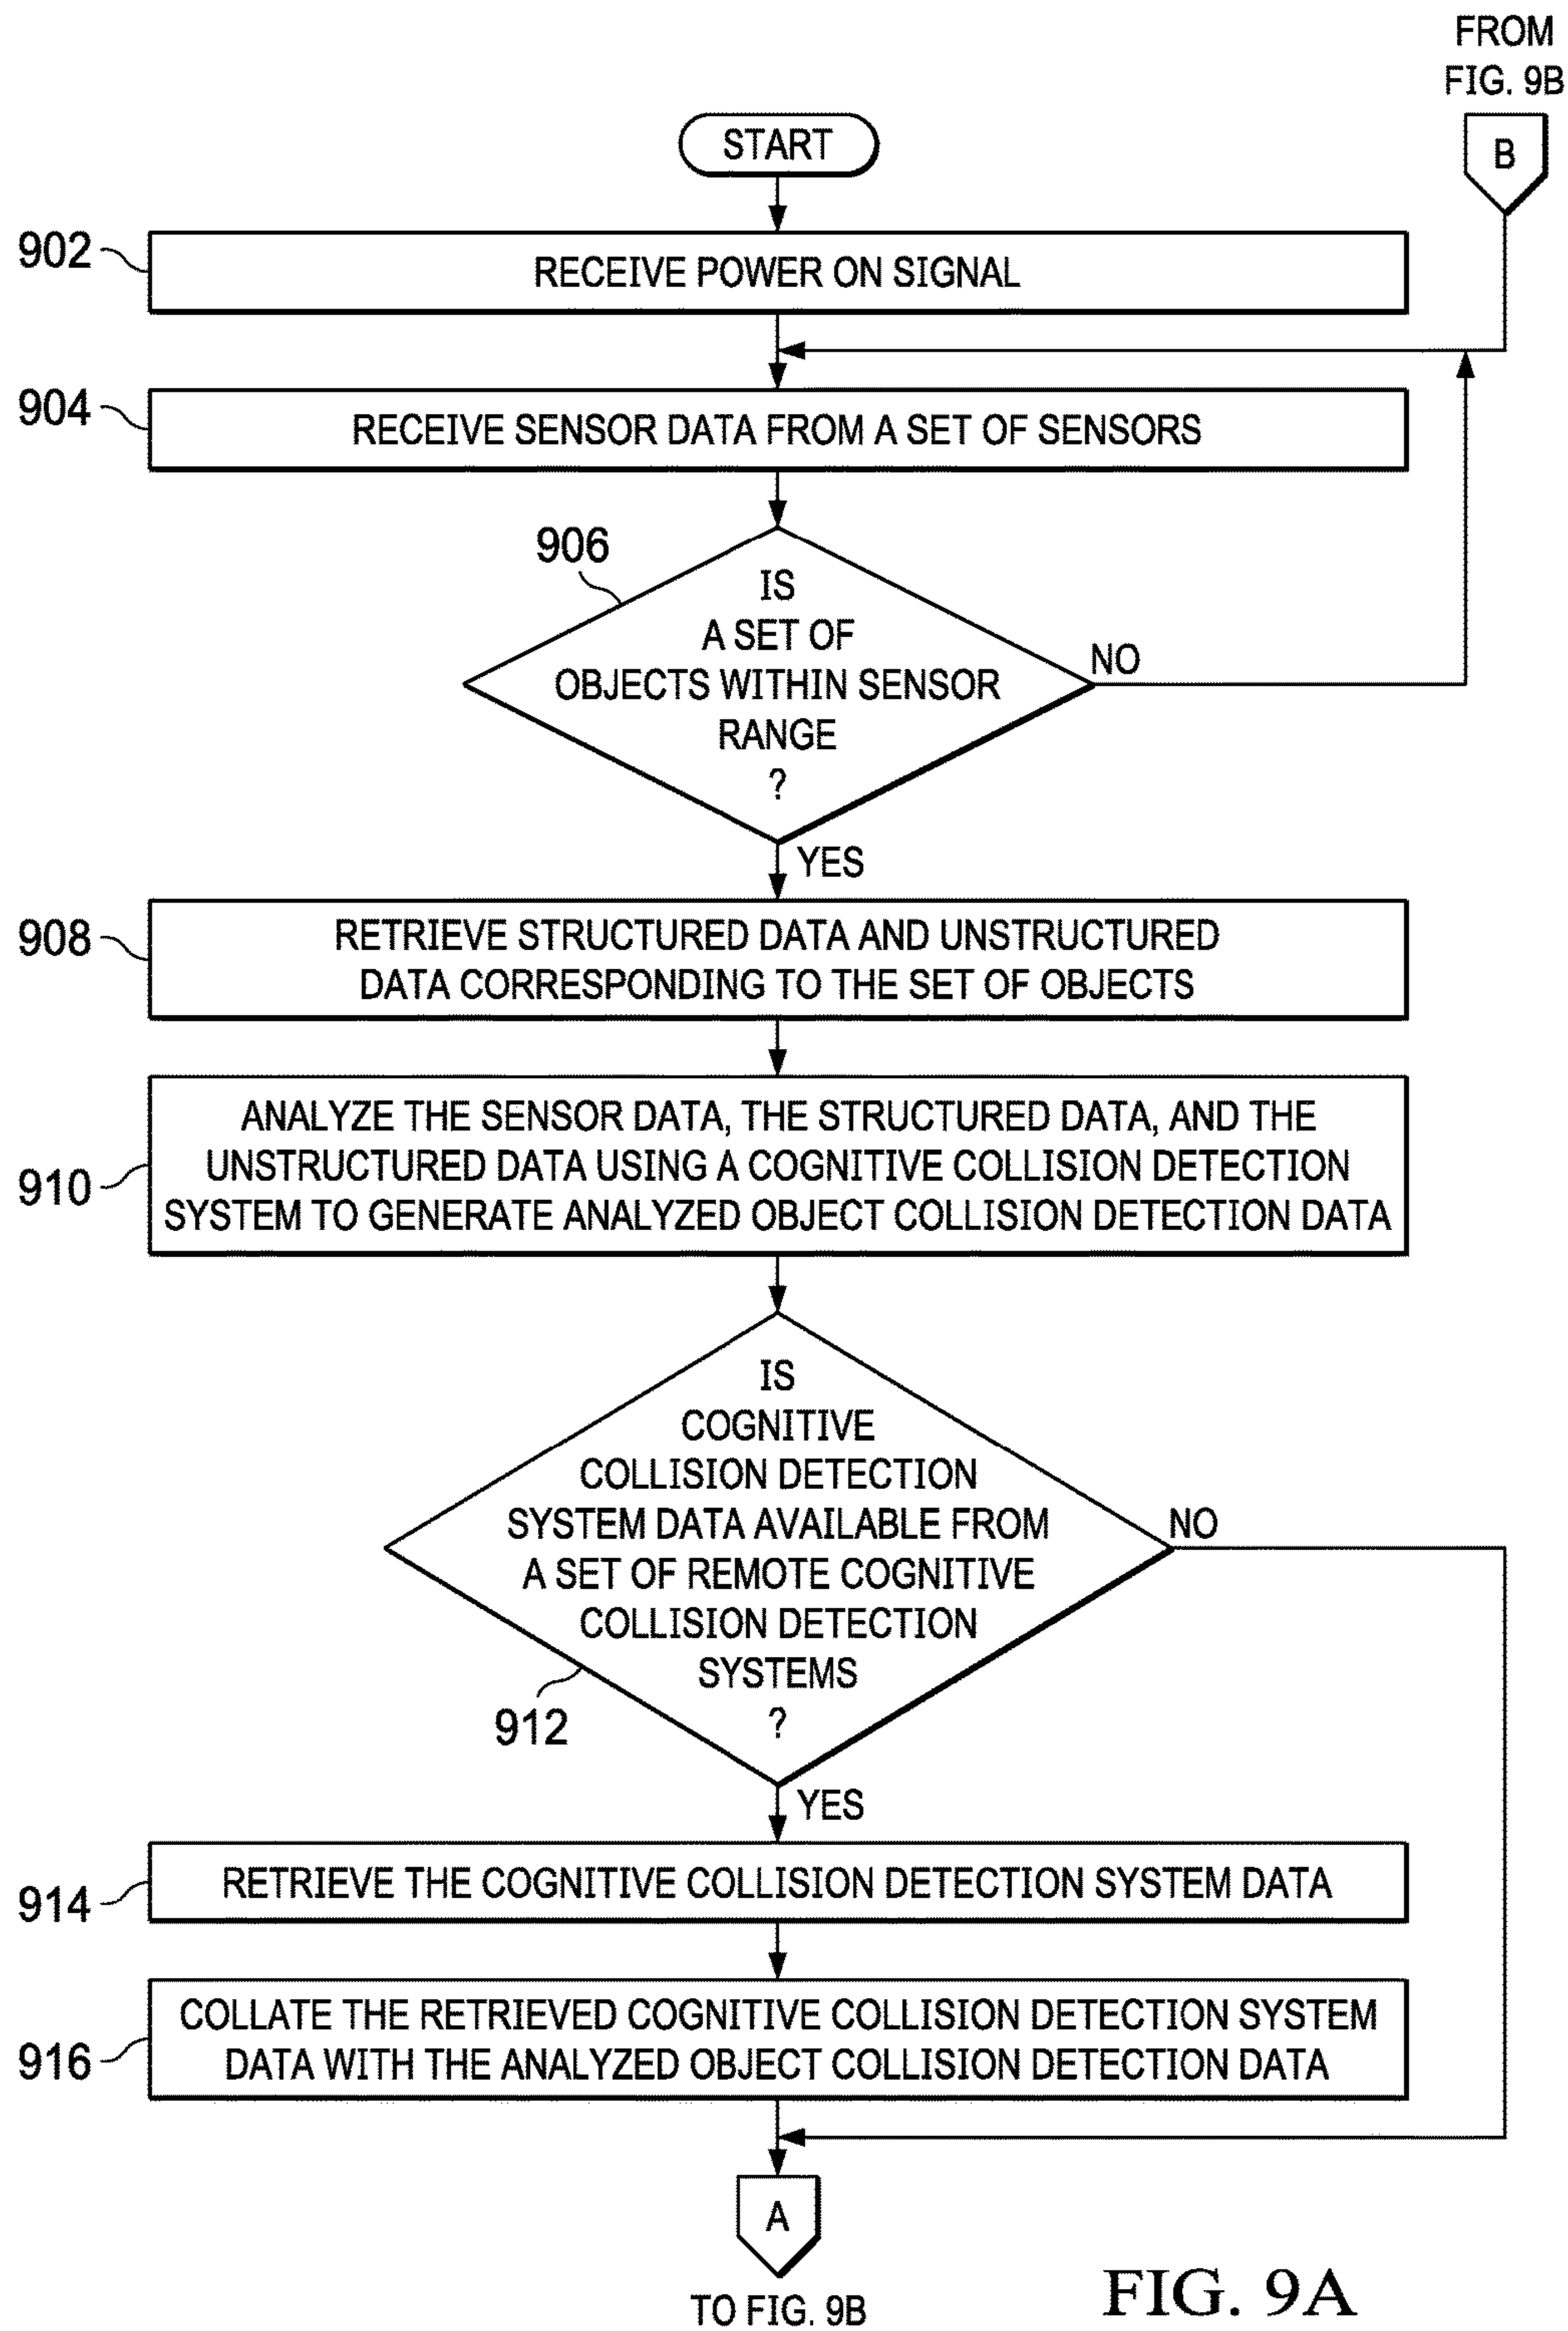 FROM
FIG. 9B
B
START
902
RECEIVE POWER ON SIGNAL
904
RECEIVE SENSOR DATA FROM A SET OF SENSORS
906
IS
A SET OF
OBJECTS WITHIN SENSOR
RANGE
?
NO
YES
908
RETRIEVE STRUCTURED DATA AND UNSTRUCTURED
DATA CORRESPONDING TO THE SET OF OBJECTS
910
ANALYZE THE SENSOR DATA, THE STRUCTURED DATA, AND THE
UNSTRUCTURED DATA USING A COGNITIVE COLLISION DETECTION
SYSTEM TO GENERATE ANALYZED OBJECT COLLISION DETECTION DATA
IS
COGNITIVE
COLLISION DETECTION
SYSTEM DATA AVAILABLE FROM
A SET OF REMOTE COGNITIVE
COLLISION DETECTION
SYSTEMS
?
NO
912
YES
914
RETRIEVE THE COGNITIVE COLLISION DETECTION SYSTEM DATA
916
COLLATE THE RETRIEVED COGNITIVE COLLISION DETECTION SYSTEM
DATA WITH THE ANALYZED OBJECT COLLISION DETECTION DATA
A
TO FIG. 9B
FIG. 9A